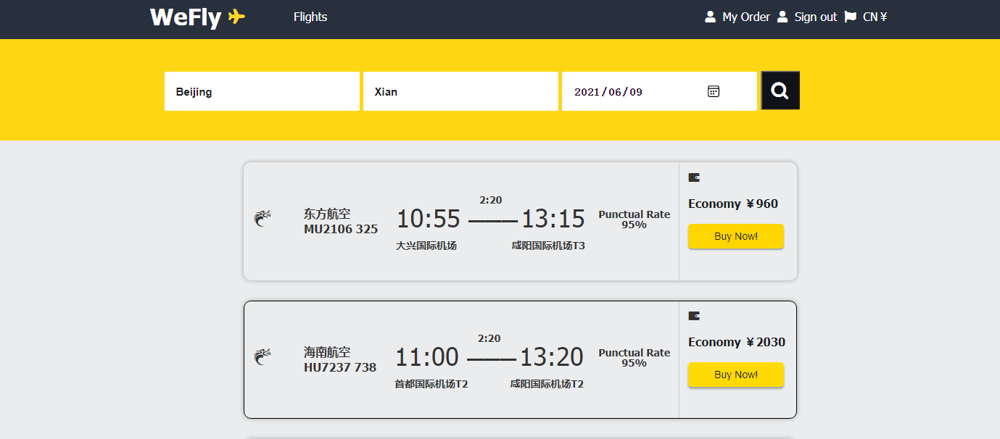 WeFly
Flights
My Order
Sign out
CN¥
Beijing
Xian
2021/06/09
东方航空
MU2106 325
2:20
10:55
13:15
大兴国际机场
咸阳国际机场T3
Punctual Rate
95%
Economy ¥960
Buy Now!
海南航空
HU7237 738
2:20
11:00
13:20
首都国际机场T2
咸阳国际机场T2
Punctual Rate
95%
Economy ¥2030
Buy Now!